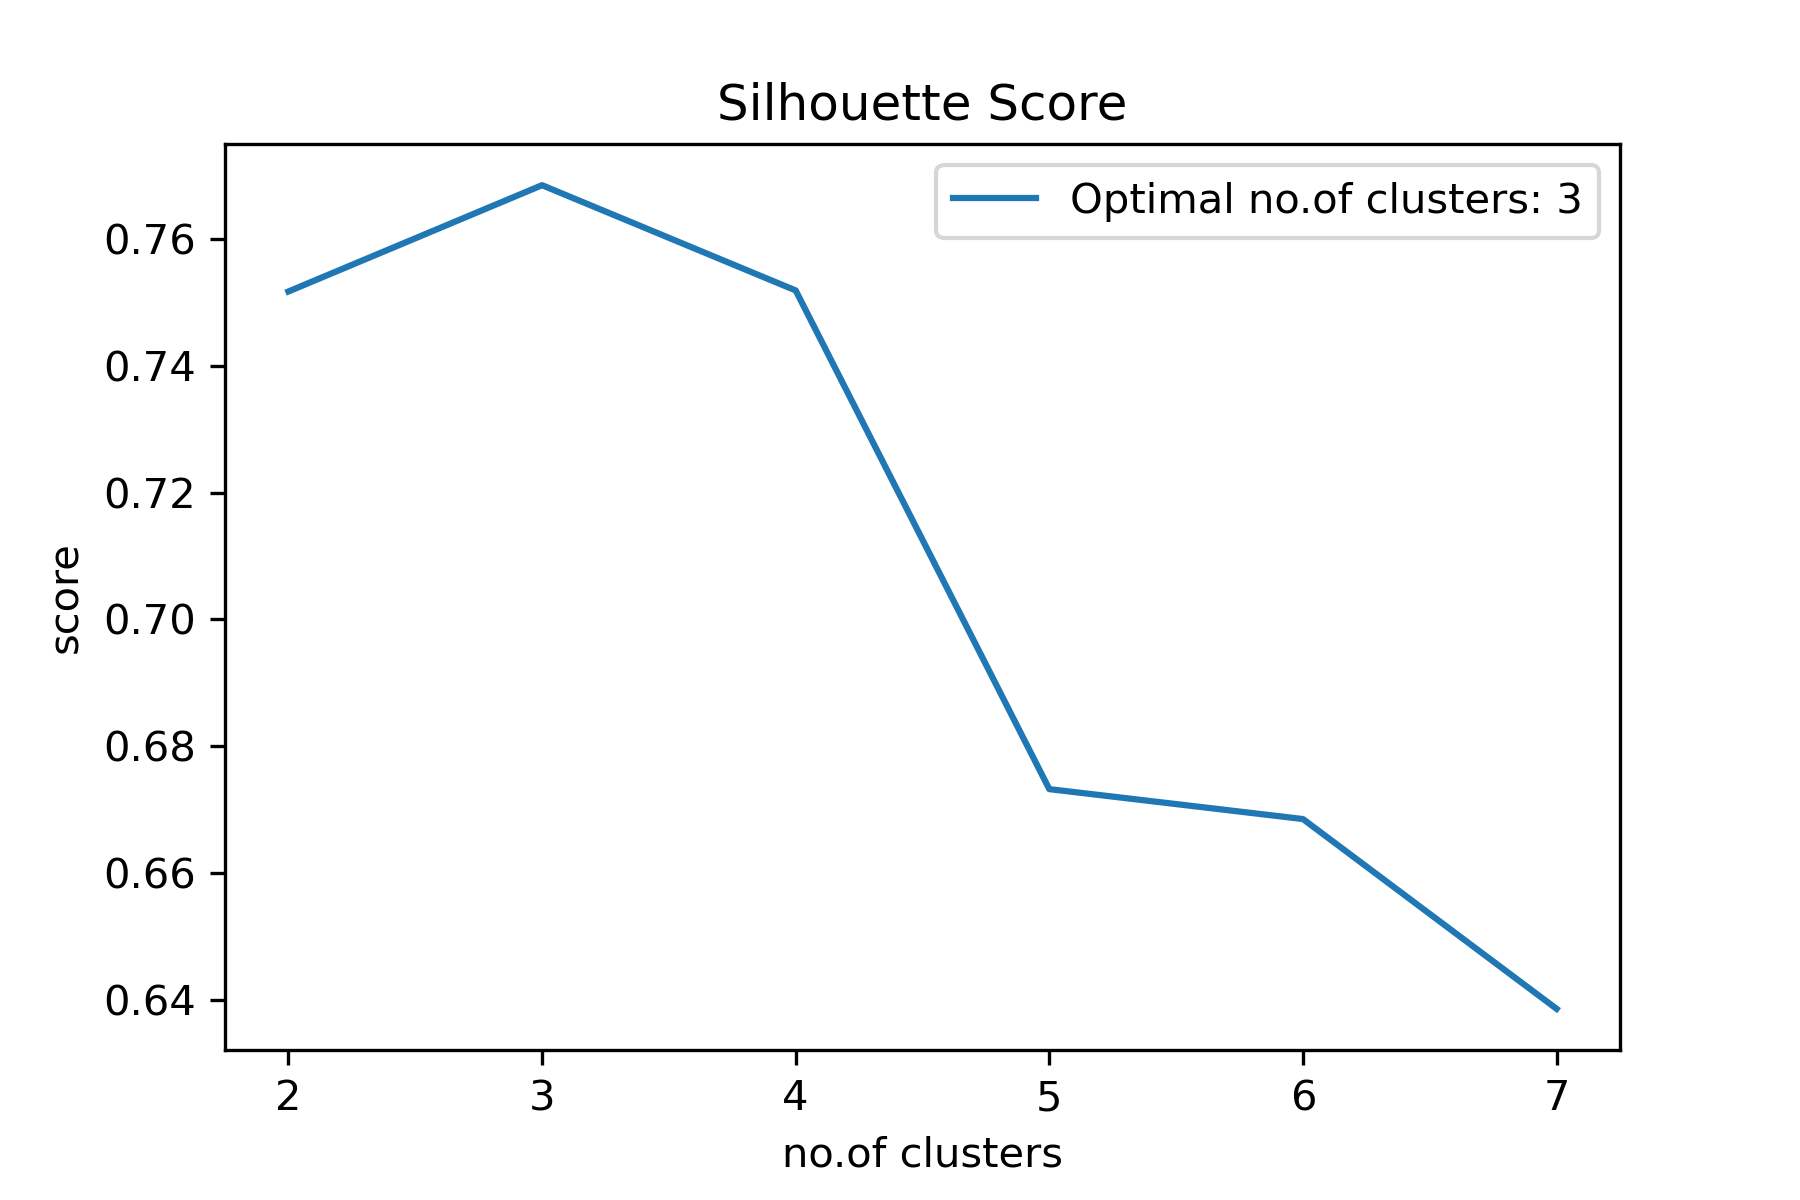 Silhouette Score
Optimal no.of clusters: 3
0.76
0.74
0.72
0.70
0.68
0.66
0.64
score
2 3 4 5 6 7
no.of clusters